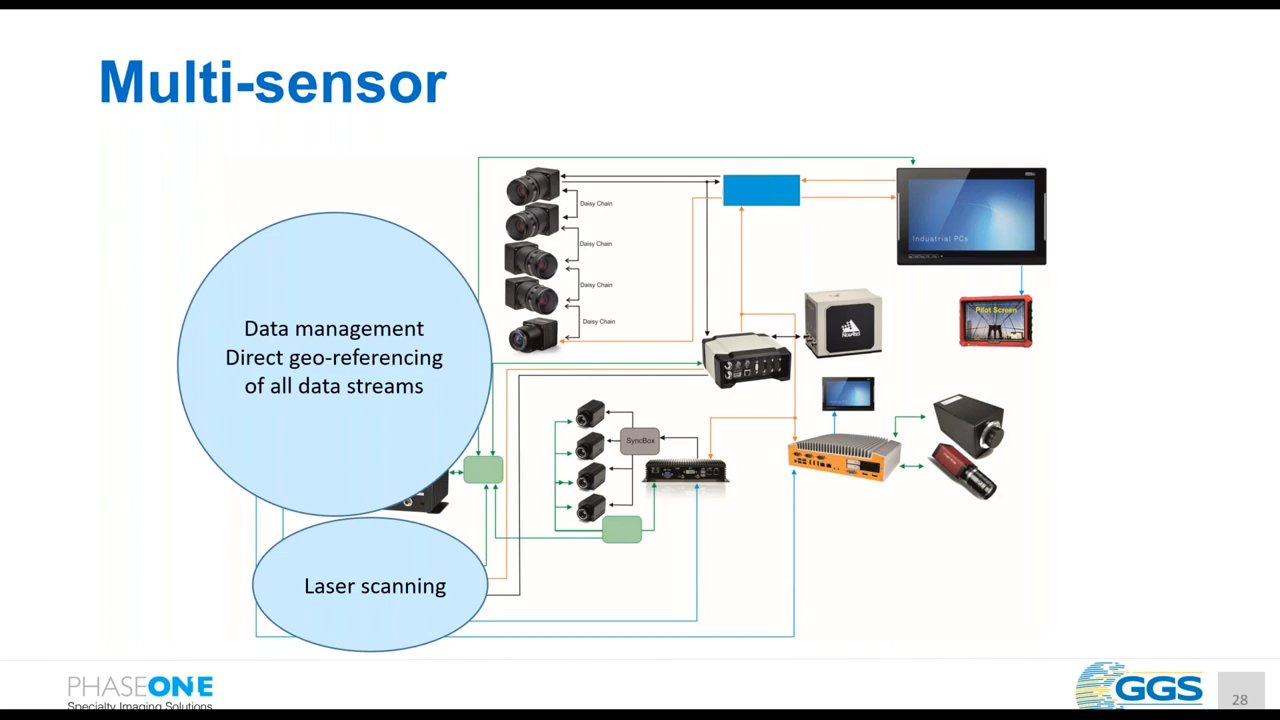 Multi-sensor
Daisy Chain
Daisy Chain
Daisy Chain
Daisy Chain
Industrial PCs
Pilot Screen
NovAtel
Data management
Direct geo-referencing
of all data streams
SyncBox
Laser scanning
PHASEONE
Specialty Imaging Solutions
GGS
28